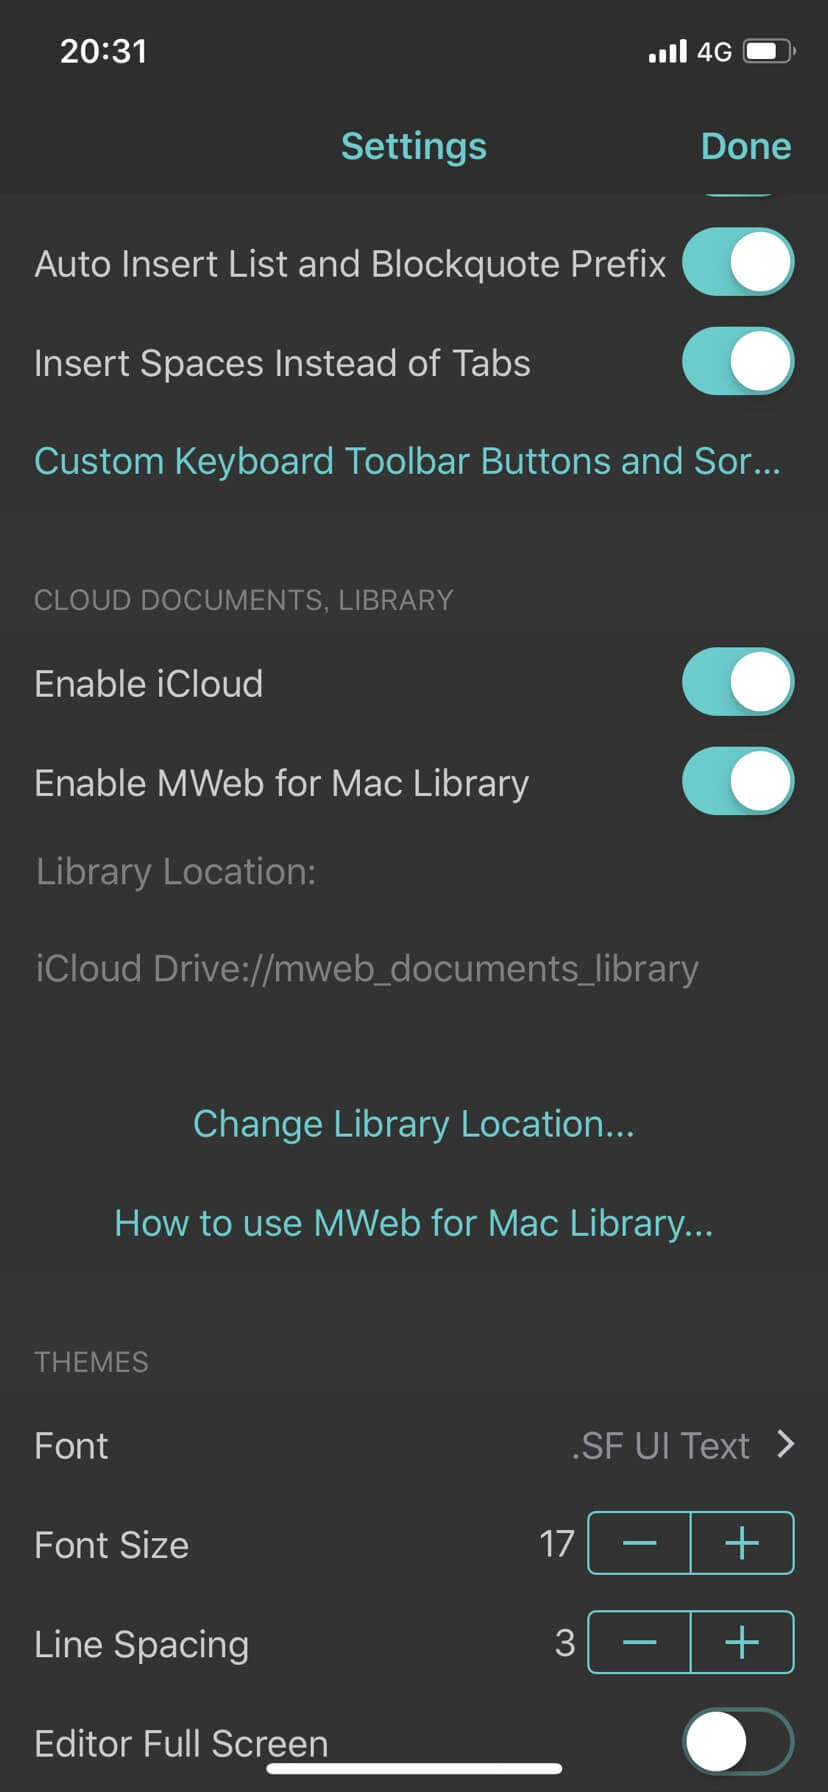 20:31
4G
Settings
Done
Auto Insert List and Blockquote Prefix
Insert Spaces Instead of Tabs
Custom Keyboard Toolbar Buttons and Sor...
CLOUD DOCUMENTS, LIBRARY
Enable iCloud
Enable MWeb for Mac Library
Library Location:
iCloud Drive://mweb_documents_library
Change Library Location...
How to use MWeb for Mac Library...
THEMES
Font
.SF UI Text
Font Size
17
Line Spacing
3
Editor Full Screen